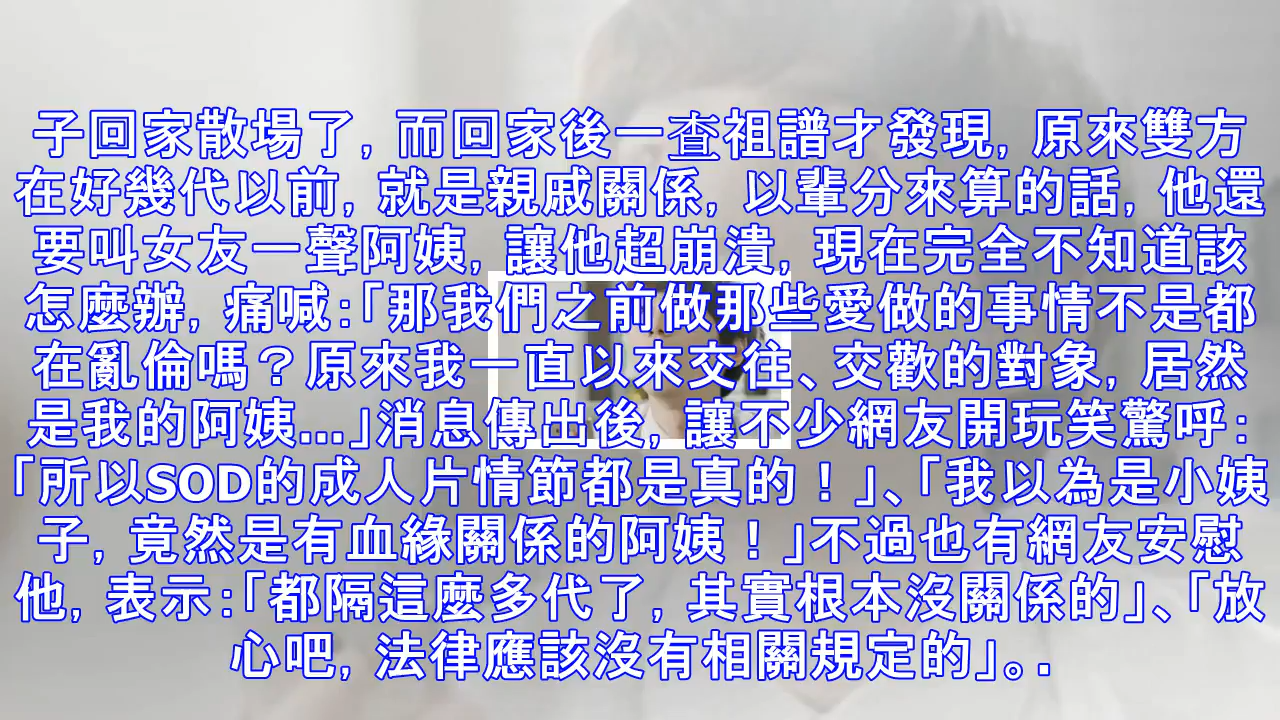 子回家散場了, 而回家後一查祖譜才發現, 原來雙方
在好幾代以前, 就是親戚關係, 以輩分來算的話, 他還
要叫女友一聲阿姨, 讓他超崩潰, 現在完全不知道該
怎麼辦, 痛喊:「那我們之前做那些愛做的事情不是都
在亂倫嗎？原來我一直以來交往、交歡的對象, 居然
是我的阿姨...」消息傳出後, 讓不少網友開玩笑驚呼:
「所以SOD的成人片情節都是真的！」、「我以為是小姨
子, 竟然是有血緣關係的阿姨！」不過也有網友安慰
他, 表示:「都隔這麼多代了, 其實根本沒關係的」、「放
心吧, 法律應該沒有相關規定的」。.